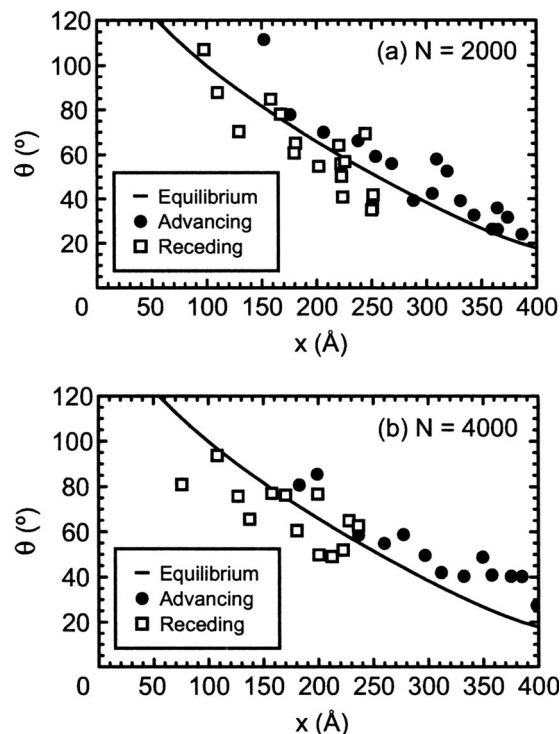 (a) N = 2000
120
100
80
60
40
20
θ (º)
Equilibrium
Advancing
Receding
0 50 100 150 200 250 300 350 400
x (Å)
(b) N = 4000
120
100
80
60
40
20
θ (º)
Equilibrium
Advancing
Receding
0 50 100 150 200 250 300 350 400
x (Å)